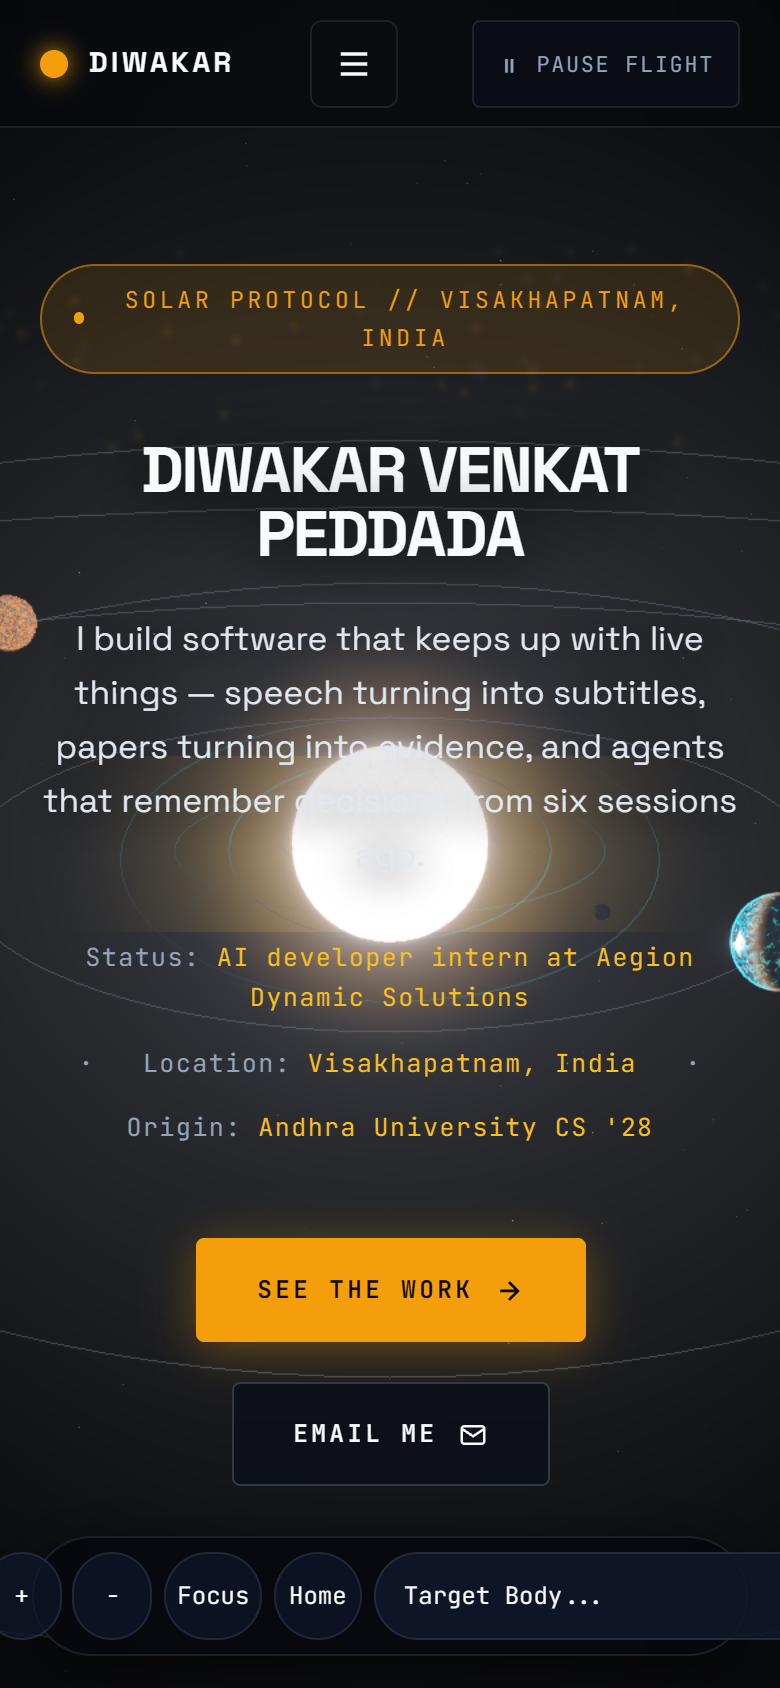 DIWAKAR
PAUSE FLIGHT
SOLAR PROTOCOL // VISAKHAPATNAM,
INDIA
DIWAKAR VENKAT
PEDDADA
I build software that keeps up with live
things — speech turning into subtitles,
papers turning into evidence, and agents
that remember decisions from six sessions
ago.
Status: AI developer intern at Aegion
Dynamic Solutions
· Location: Visakhapatnam, India ·
Origin: Andhra University CS '28
SEE THE WORK →
EMAIL ME
+ - Focus Home Target Body...